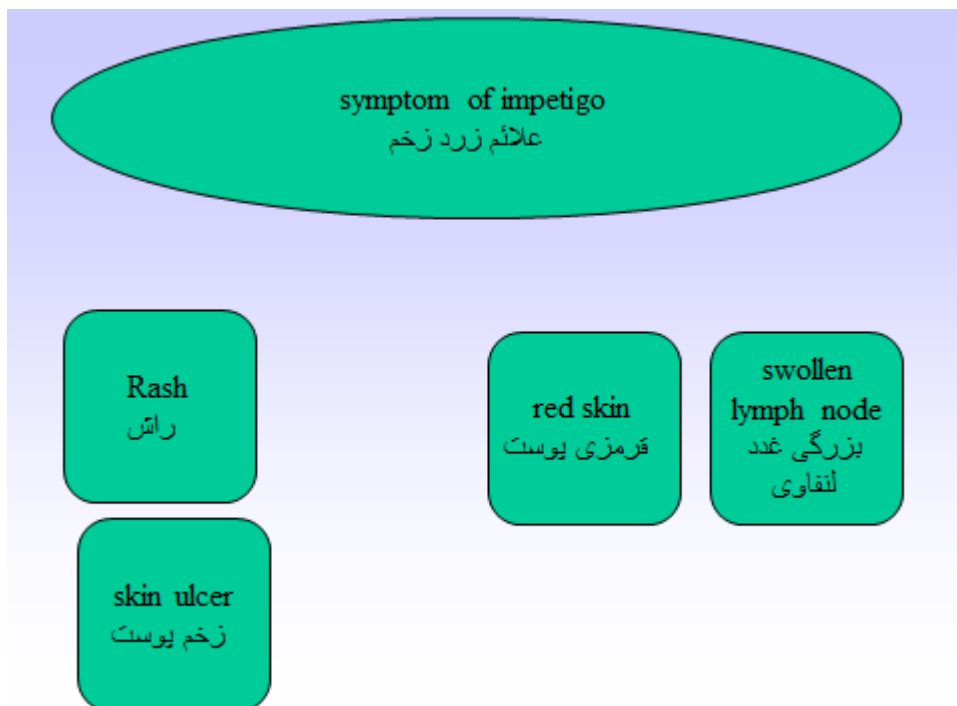 symptom of impetigo
علائم زرد زخم
Rash
راش
red skin
قرمزی پوست
swollen
lymph node
بزرگی غدد
لنفاوی
skin ulcer
زخم پوست